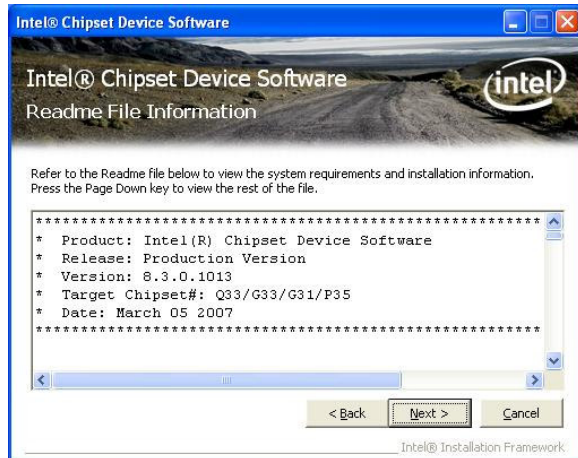 Intel® Chipset Device Software
Intel® Chipset Device Software
intel
Readme File Information
Refer to the Readme file below to view the system requirements and installation information.
Press the Page Down key to view the rest of the file.
************************************************************
* Product: Intel(R) Chipset Device Software
* Release: Production Version
* Version: 8.3.0.1013
* Target Chipset#: Q33/G33/G31/P35
* Date: March 05 2007
************************************************************
< Back
Next >
Cancel
Intel® Installation Framework